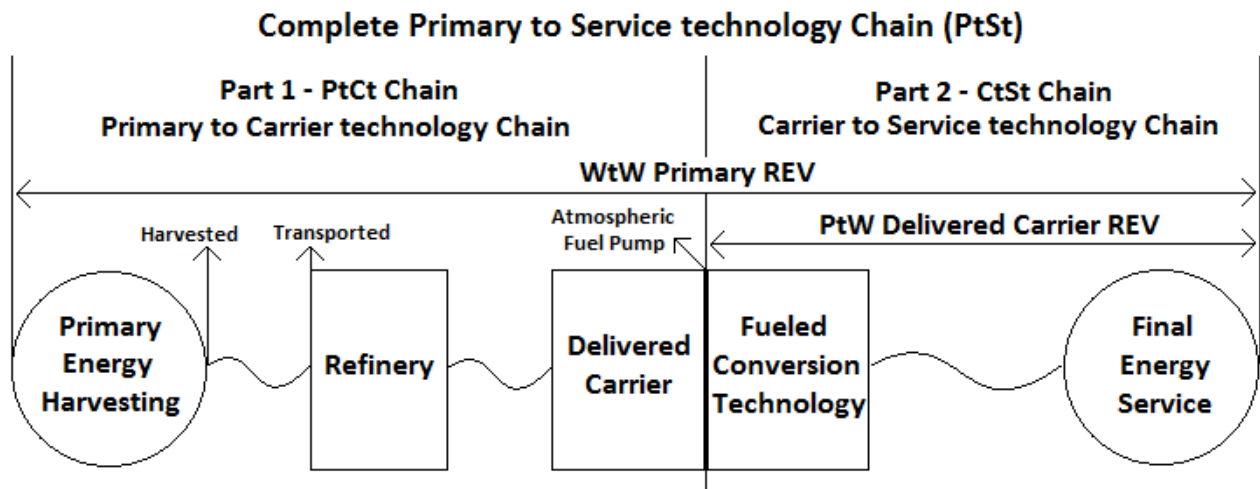 Complete Primary to Service technology Chain (PtSt)
Part 1 - PtCt Chain
Primary to Carrier technology Chain
Part 2 - CtSt Chain
Carrier to Service technology Chain
WtW Primary REV
PtW Delivered Carrier REV
Harvested
Transported
Atmospheric
Fuel Pump
Primary
Energy
Harvesting
Refinery
Delivered
Carrier
Fueled
Conversion
Technology
Final
Energy
Service